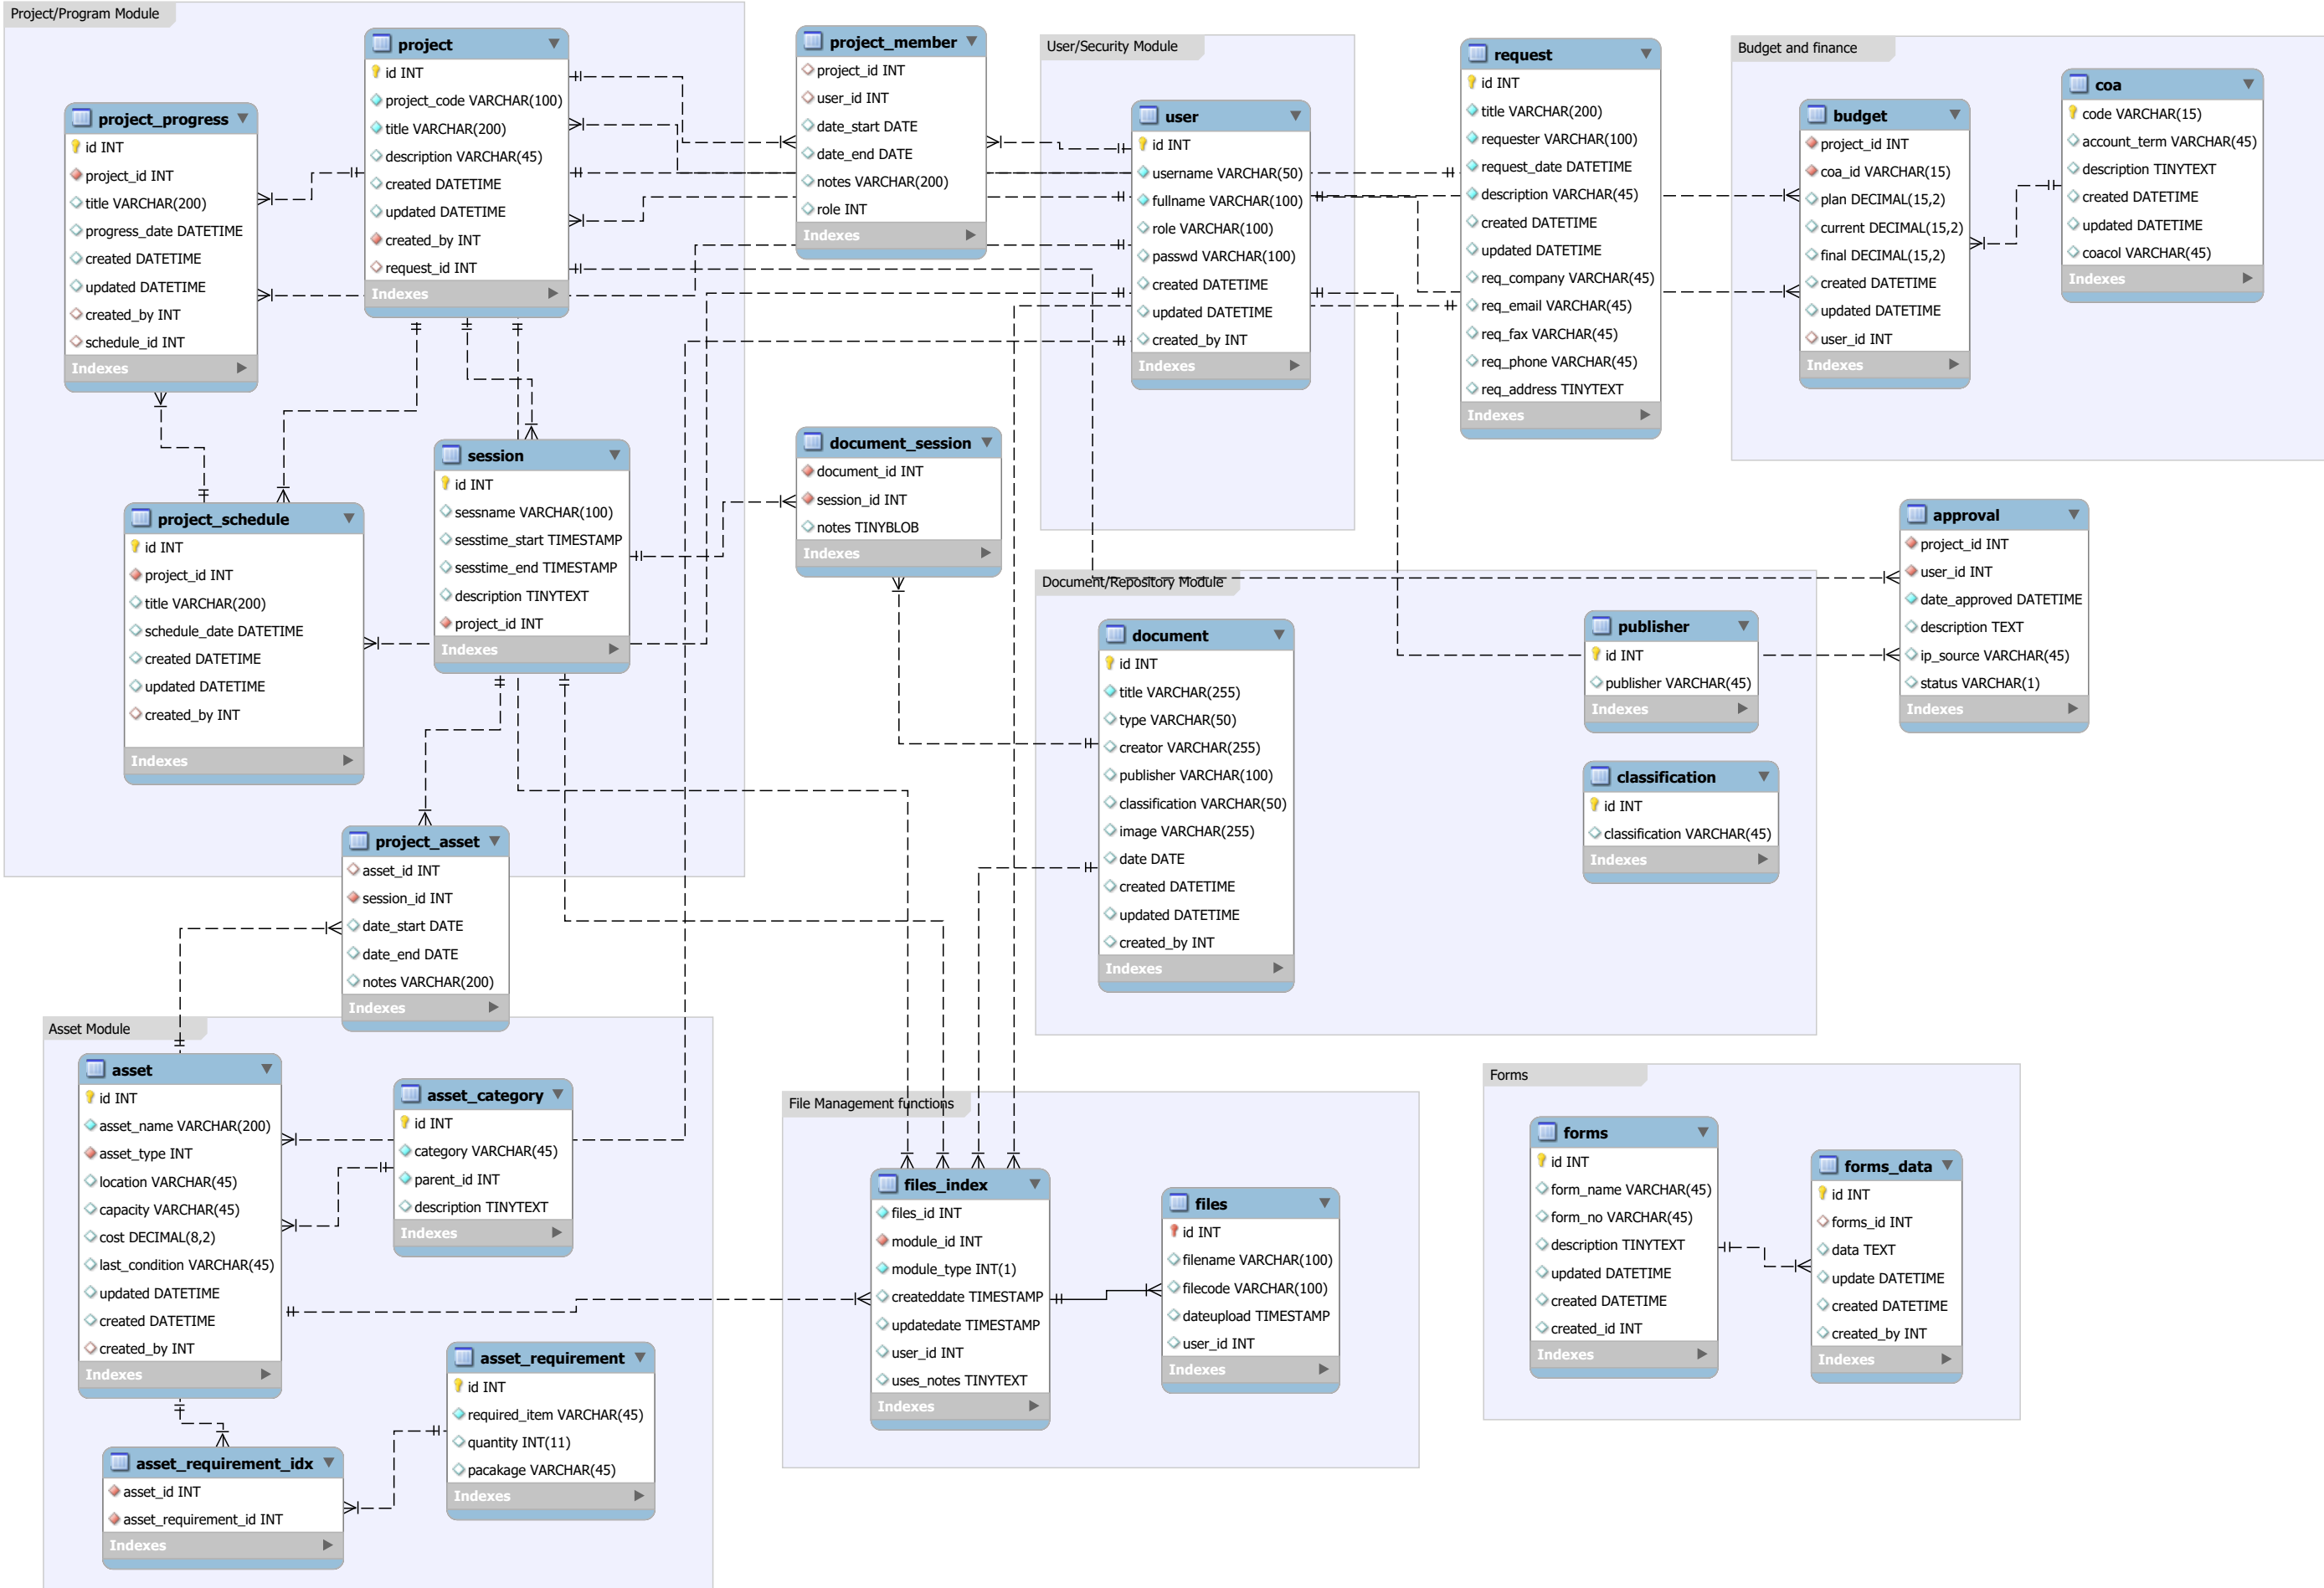 Project/Program Module
project
id INT
project_code VARCHAR(100)
title VARCHAR(200)
description VARCHAR(45)
created DATETIME
updated DATETIME
created_by INT
request_id INT
Indexes
project_progress
id INT
project_id INT
title VARCHAR(200)
progress_date DATETIME
created DATETIME
updated DATETIME
created_by INT
schedule_id INT
Indexes
project_schedule
id INT
project_id INT
title VARCHAR(200)
schedule_date DATETIME
created DATETIME
updated DATETIME
created_by INT
Indexes
session
id INT
sessname VARCHAR(100)
sesstime_start TIMESTAMP
sesstime_end TIMESTAMP
description TINYTEXT
project_id INT
Indexes
project_member
project_id INT
user_id INT
date_start DATE
date_end DATE
notes VARCHAR(200)
role INT
Indexes
User/Security Module
user
id INT
username VARCHAR(50)
fullname VARCHAR(100)
role VARCHAR(100)
passwd VARCHAR(100)
created DATETIME
updated DATETIME
created_by INT
Indexes
request
id INT
title VARCHAR(200)
requester VARCHAR(100)
request_date DATETIME
description VARCHAR(45)
created DATETIME
updated DATETIME
req_company VARCHAR(45)
req_email VARCHAR(45)
req_fax VARCHAR(45)
req_phone VARCHAR(45)
req_address TINYTEXT
Indexes
Budget and finance
budget
project_id INT
coa_id VARCHAR(15)
plan DECIMAL(15,2)
current DECIMAL(15,2)
final DECIMAL(15,2)
created DATETIME
updated DATETIME
user_id INT
Indexes
coa
code VARCHAR(15)
account_term VARCHAR(45)
description TINYTEXT
created DATETIME
updated DATETIME
coacol VARCHAR(45)
Indexes
document_session
document_id INT
session_id INT
notes TINYBLOB
Indexes
approval
project_id INT
user_id INT
date_approved DATETIME
description TEXT
ip_source VARCHAR(45)
status VARCHAR(1)
Indexes
Document/Repository Module
document
id INT
title VARCHAR(255)
type VARCHAR(50)
creator VARCHAR(255)
publisher VARCHAR(100)
classification VARCHAR(50)
image VARCHAR(255)
date DATE
created DATETIME
updated DATETIME
created_by INT
Indexes
publisher
id INT
publisher VARCHAR(45)
Indexes
classification
id INT
classification VARCHAR(45)
Indexes
project_asset
asset_id INT
session_id INT
date_start DATE
date_end DATE
notes VARCHAR(200)
Indexes
Asset Module
asset
id INT
asset_name VARCHAR(200)
asset_type INT
location VARCHAR(45)
capacity VARCHAR(45)
cost DECIMAL(8,2)
last_condition VARCHAR(45)
updated DATETIME
created DATETIME
created_by INT
Indexes
asset_category
id INT
category VARCHAR(45)
parent_id INT
description TINYTEXT
Indexes
asset_requirement
id INT
required_item VARCHAR(45)
quantity INT(11)
pacakage VARCHAR(45)
Indexes
asset_requirement_idx
asset_id INT
asset_requirement_id INT
Indexes
File Management functions
files_index
files_id INT
module_id INT
module_type INT(1)
createddate TIMESTAMP
updatedate TIMESTAMP
user_id INT
uses_notes TINYTEXT
Indexes
files
id INT
filename VARCHAR(100)
filecode VARCHAR(100)
dateupload TIMESTAMP
user_id INT
Indexes
Forms
forms
id INT
form_name VARCHAR(45)
form_no VARCHAR(45)
description TINYTEXT
updated DATETIME
created DATETIME
created_id INT
Indexes
forms_data
id INT
forms_id INT
data TEXT
update DATETIME
created DATETIME
created_by INT
Indexes